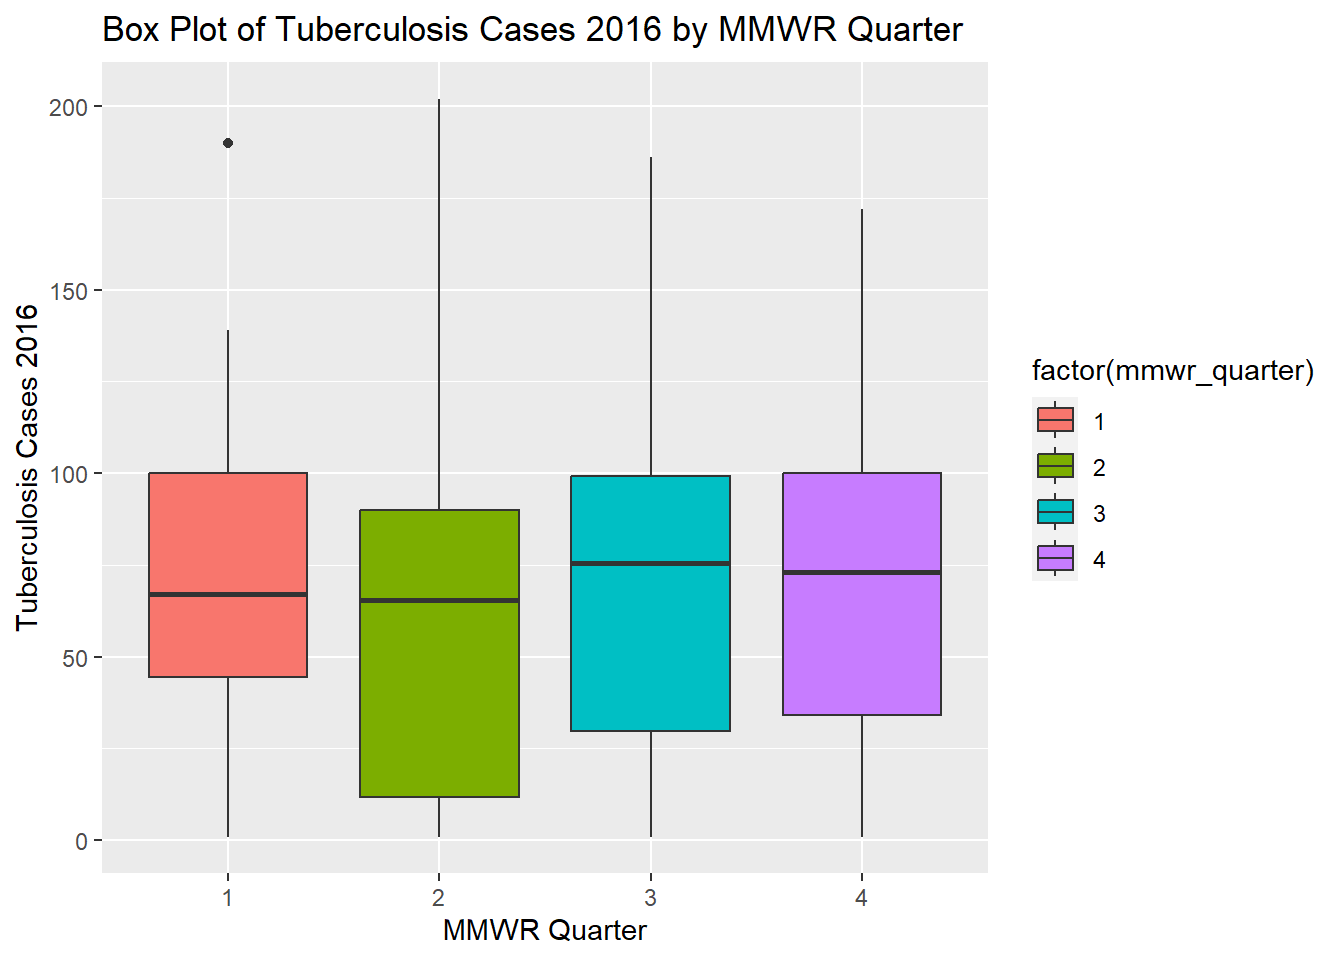 Box Plot of Tuberculosis Cases 2016 by MMWR Quarter
Tuberculosis Cases 2016
200
150
100
50
0
1 2 3 4
MMWR Quarter
factor(mmwr_quarter)
1
2
3
4